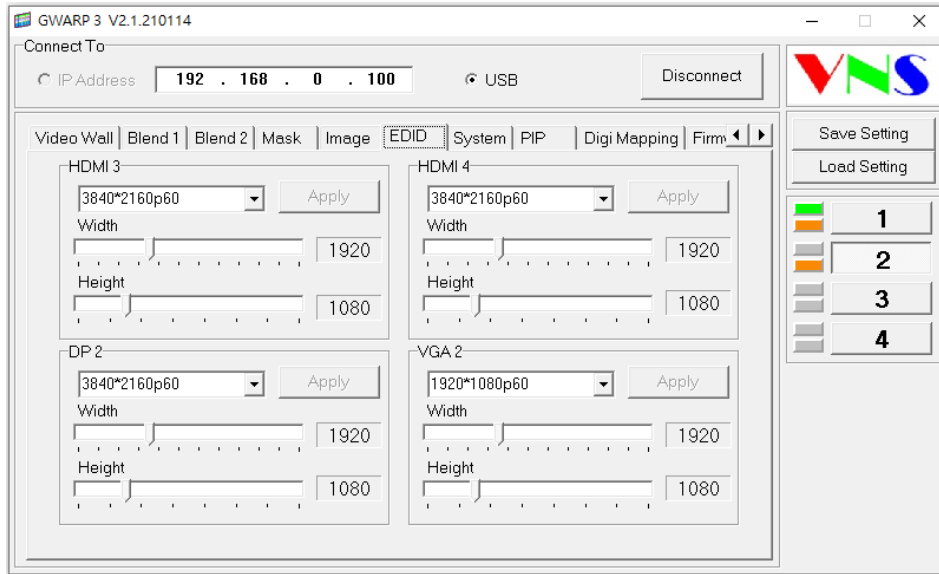 GWARP 3 V2.1.210114
Connect To
IP Address 192 . 168 . 0 . 100 USB Disconnect
VNS
Video Wall Blend 1 Blend 2 Mask Image EDID System PIP Digi Mapping Firm
Save Setting
Load Setting
HDMI 3
3840*2160p60 Apply
Width
1920
Height
1080
HDMI 4
3840*2160p60 Apply
Width
1920
Height
1080
DP 2
3840*2160p60 Apply
Width
1920
Height
1080
VGA 2
1920*1080p60 Apply
Width
1920
Height
1080
1
2
3
4